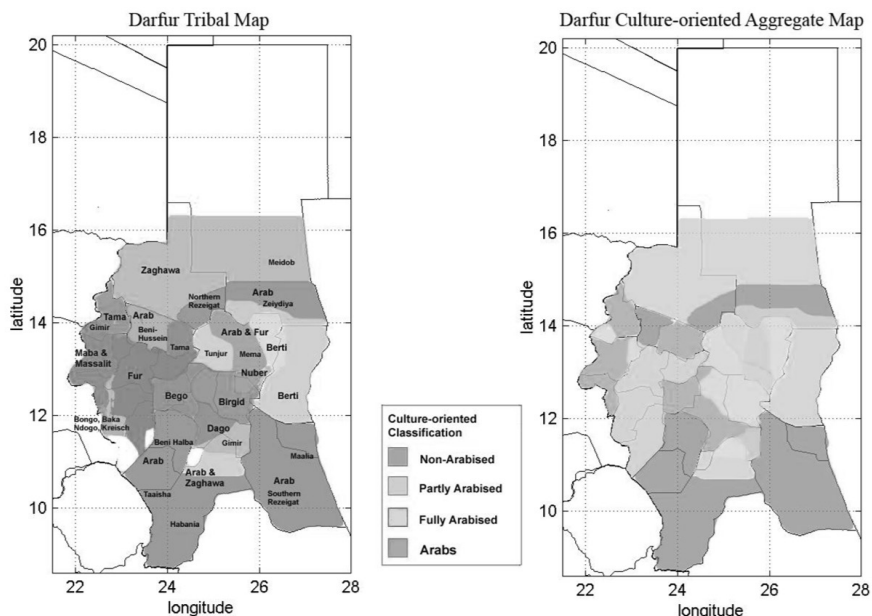 Darfur Tribal Map
20
18
16
14
12
10
latitude
22
24
26
28
longitude
Meidob
Zaghawa
Northern
Rezeigat
Arab
Zeiydiya
Tama
Gimir
Arab
Beni-
Hussein
Tama
Arab & Fur
Tunjur
Mema
Berti
Maba &
Massalit
Fur
Nuber
Bego
Birgid
Berti
Bongo, Baka
Ndogo, Kreisch
Dago
Beni Halba
Gimir
Arab
Arab &
Zaghawa
Maalia
Arab
Taaisha
Southern
Rezeigat
Habania
Culture-oriented
Classification
Non-Arabised
Partly Arabised
Fully Arabised
Arabs
Darfur Culture-oriented Aggregate Map
20
18
16
14
12
10
latitude
22
24
26
28
longitude